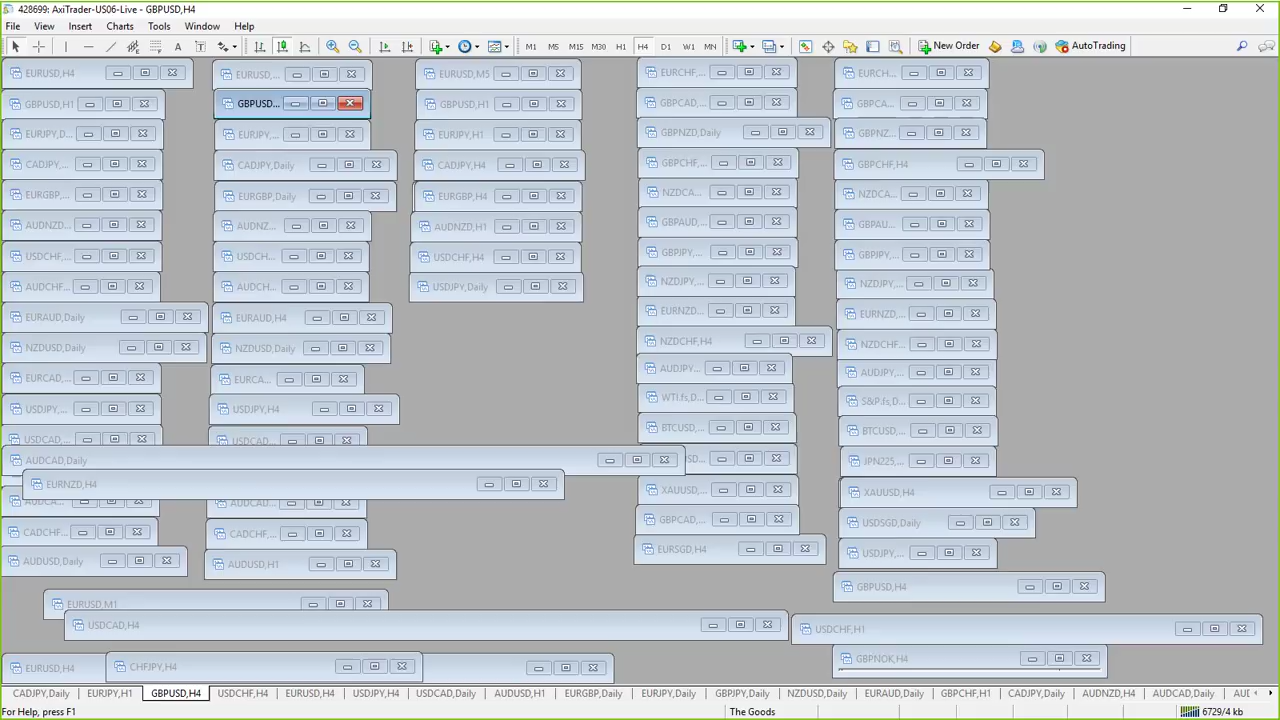 428699: AxiTrader-US06-Live - GBPUSD,H4
File View Insert Charts Tools Window Help
M1 M5 M15 M30 H1 H4 D1 W1 MN New Order AutoTrading
EURUSD,H4 EURUSD,... EURUSD,M5 EURCHF,... EURCH...
GBPUSD,H1 GBPUSD... GBPUSD,H1 GBPCAD,... GBPCA...
EURJPY,D... EURJPY,... EURJPY,H1 GBPNZD,Daily GBPNZ...
CADJPY,... CADJPY,Daily CADJPY,H4 GBPCHF,... GBPCHF,H4
EURGBP,... EURGBP,Daily EURGBP,H4 NZDCA... NZDCA...
AUDNZD... AUDNZ... AUDNZD,H1 GBPAUD,... GBPAU...
USDCHF,... USDCH... USDCHF,H4 GBPJPY,... GBPJPY,...
AUDCHF... AUDCH... USDJPY,Daily NZDJPY,... NZDJPY,...
EURAUD,Daily EURAUD,H4 EURNZD... EURNZD,...
NZDUSD,Daily NZDUSD,Daily NZDCHF,H4 NZDCHF...
EURCAD,... EURCA... AUDJPY,... AUDJPY,...
USDJPY,... USDJPY,H4 WTI.fs,D... S&P.fs,D...
USDCAD... USDCAD... BTCUSD,... BTCUSD,...
AUDCAD,Daily SD,... JPN225,...
EURNZD,H4 XAUUSD,... XAUUSD,H4
AUDCA... AUDCAD... GBPCAD,... USDSGD,Daily
CADCHF,... CADCHF,... EURSGD,H4 USDJPY,...
AUDUSD,Daily AUDUSD,H1 GBPUSD,H4
EURUSD,M1
USDCAD,H4 USDCHF,H1
EURUSD,H4 CHFJPY,H4 GBPNOK,H4
CADJPY,Daily EURJPY,H1 GBPUSD,H4 USDCHF,H4 EURUSD,H4 USDJPY,H4 USDCAD,Daily AUDUSD,H1 EURGBP,Daily EURJPY,Daily GBPJPY,Daily NZDUSD,Daily EURAUD,Daily GBPCHF,H1 CADJPY,Daily AUDNZD,H4 AUDCAD,Daily
For Help, press F1 The Goods 6729/4 kb